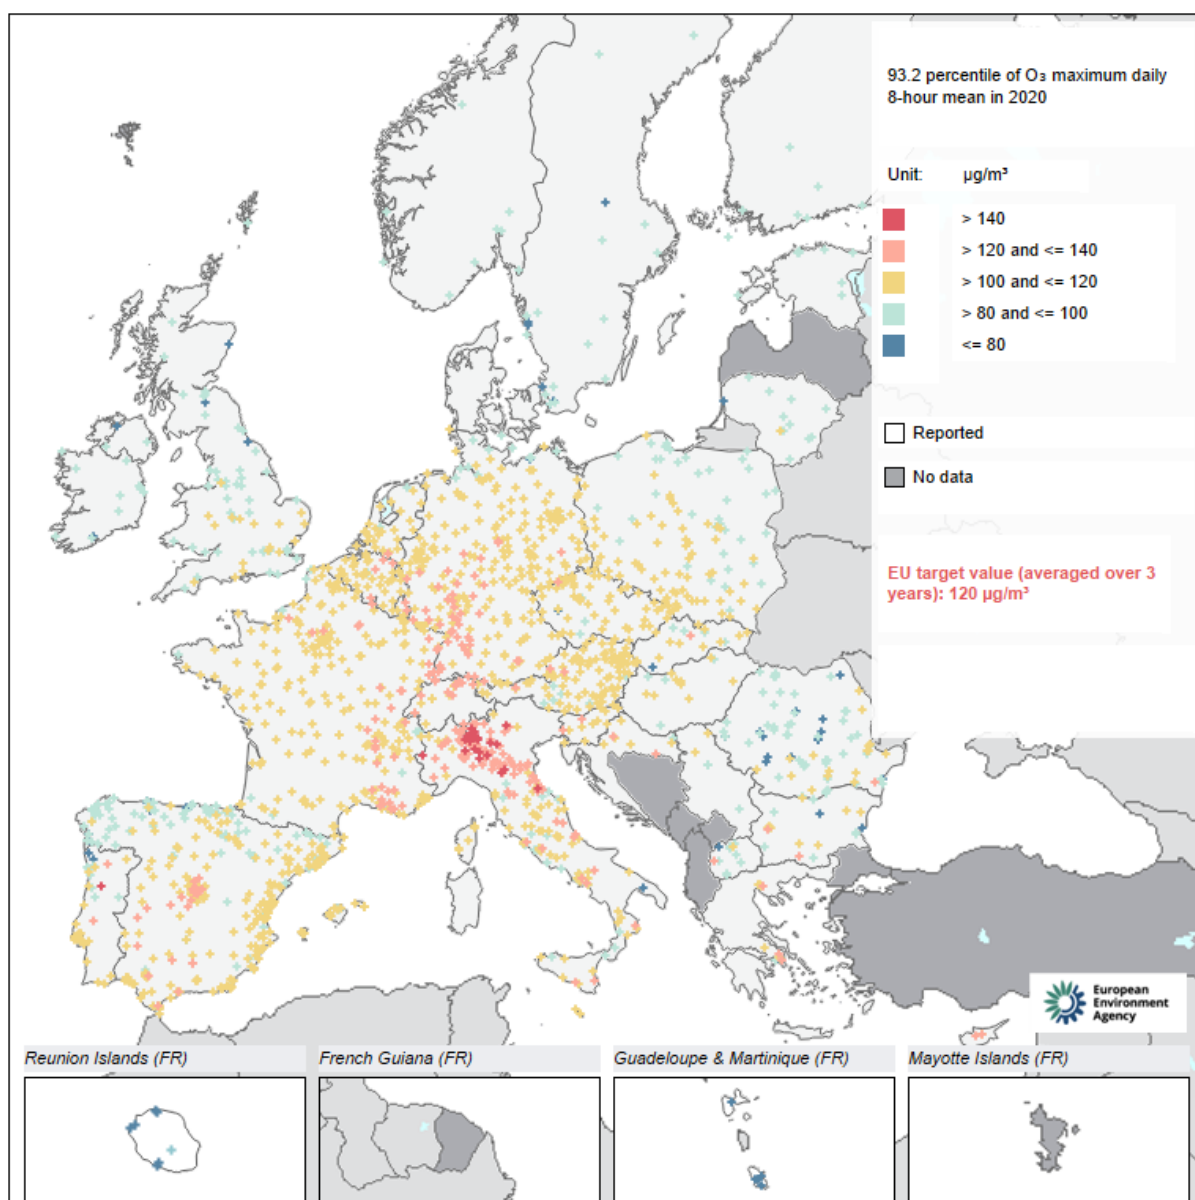 93.2 percentile of O₃ maximum daily
8-hour mean in 2020
Unit: µg/m³
> 140
> 120 and <= 140
> 100 and <= 120
> 80 and <= 100
<= 80
Reported
No data
EU target value (averaged over 3
years): 120 µg/m³
European
Environment
Agency
Reunion Islands (FR)
French Guiana (FR)
Guadeloupe & Martinique (FR)
Mayotte Islands (FR)